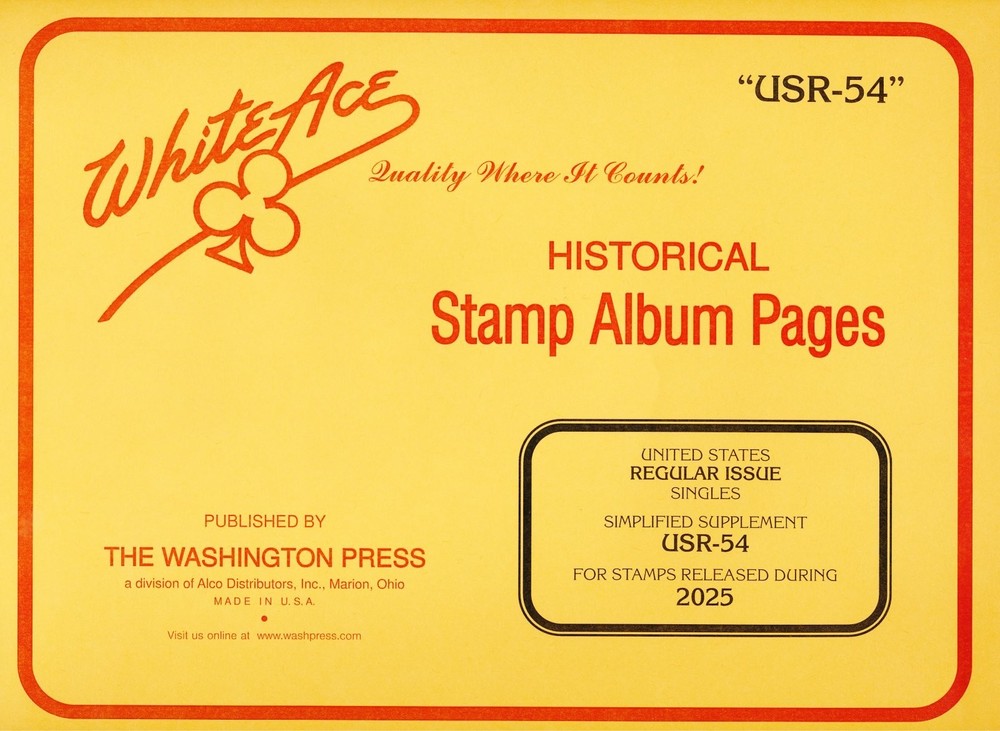 White Ace
"USR-54"
Quality Where It Counts!
HISTORICAL
Stamp Album Pages
UNITED STATES
REGULAR ISSUE
SINGLES
SIMPLIFIED SUPPLEMENT
USR-54
FOR STAMPS RELEASED DURING
2025
PUBLISHED BY
THE WASHINGTON PRESS
a division of Alco Distributors, Inc., Marion, Ohio
MADE IN U.S.A.
Visit us online at www.washpress.com